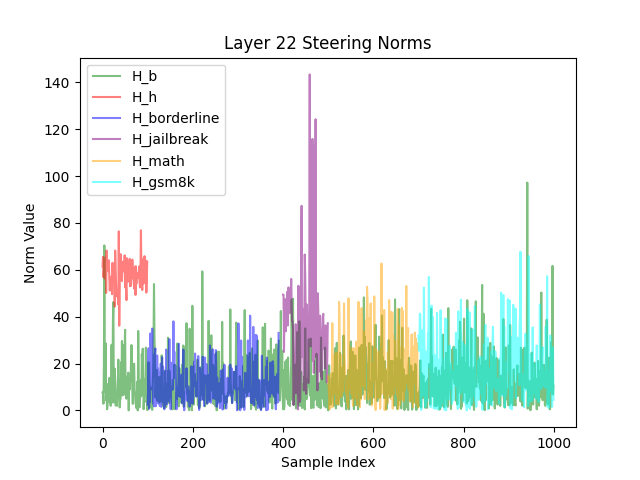 Layer 22 Steering Norms
H_b
H_h
H_borderline
H_jailbreak
H_math
H_gsm8k
Norm Value
140
120
100
80
60
40
20
0
0 200 400 600 800 1000
Sample Index